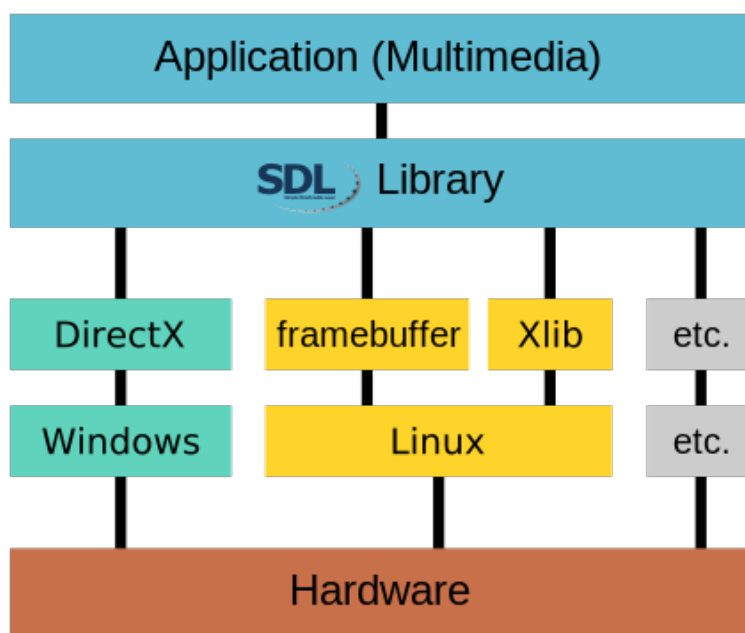 Application (Multimedia)
SDL Library
DirectX framebuffer Xlib etc.
Windows Linux etc.
Hardware